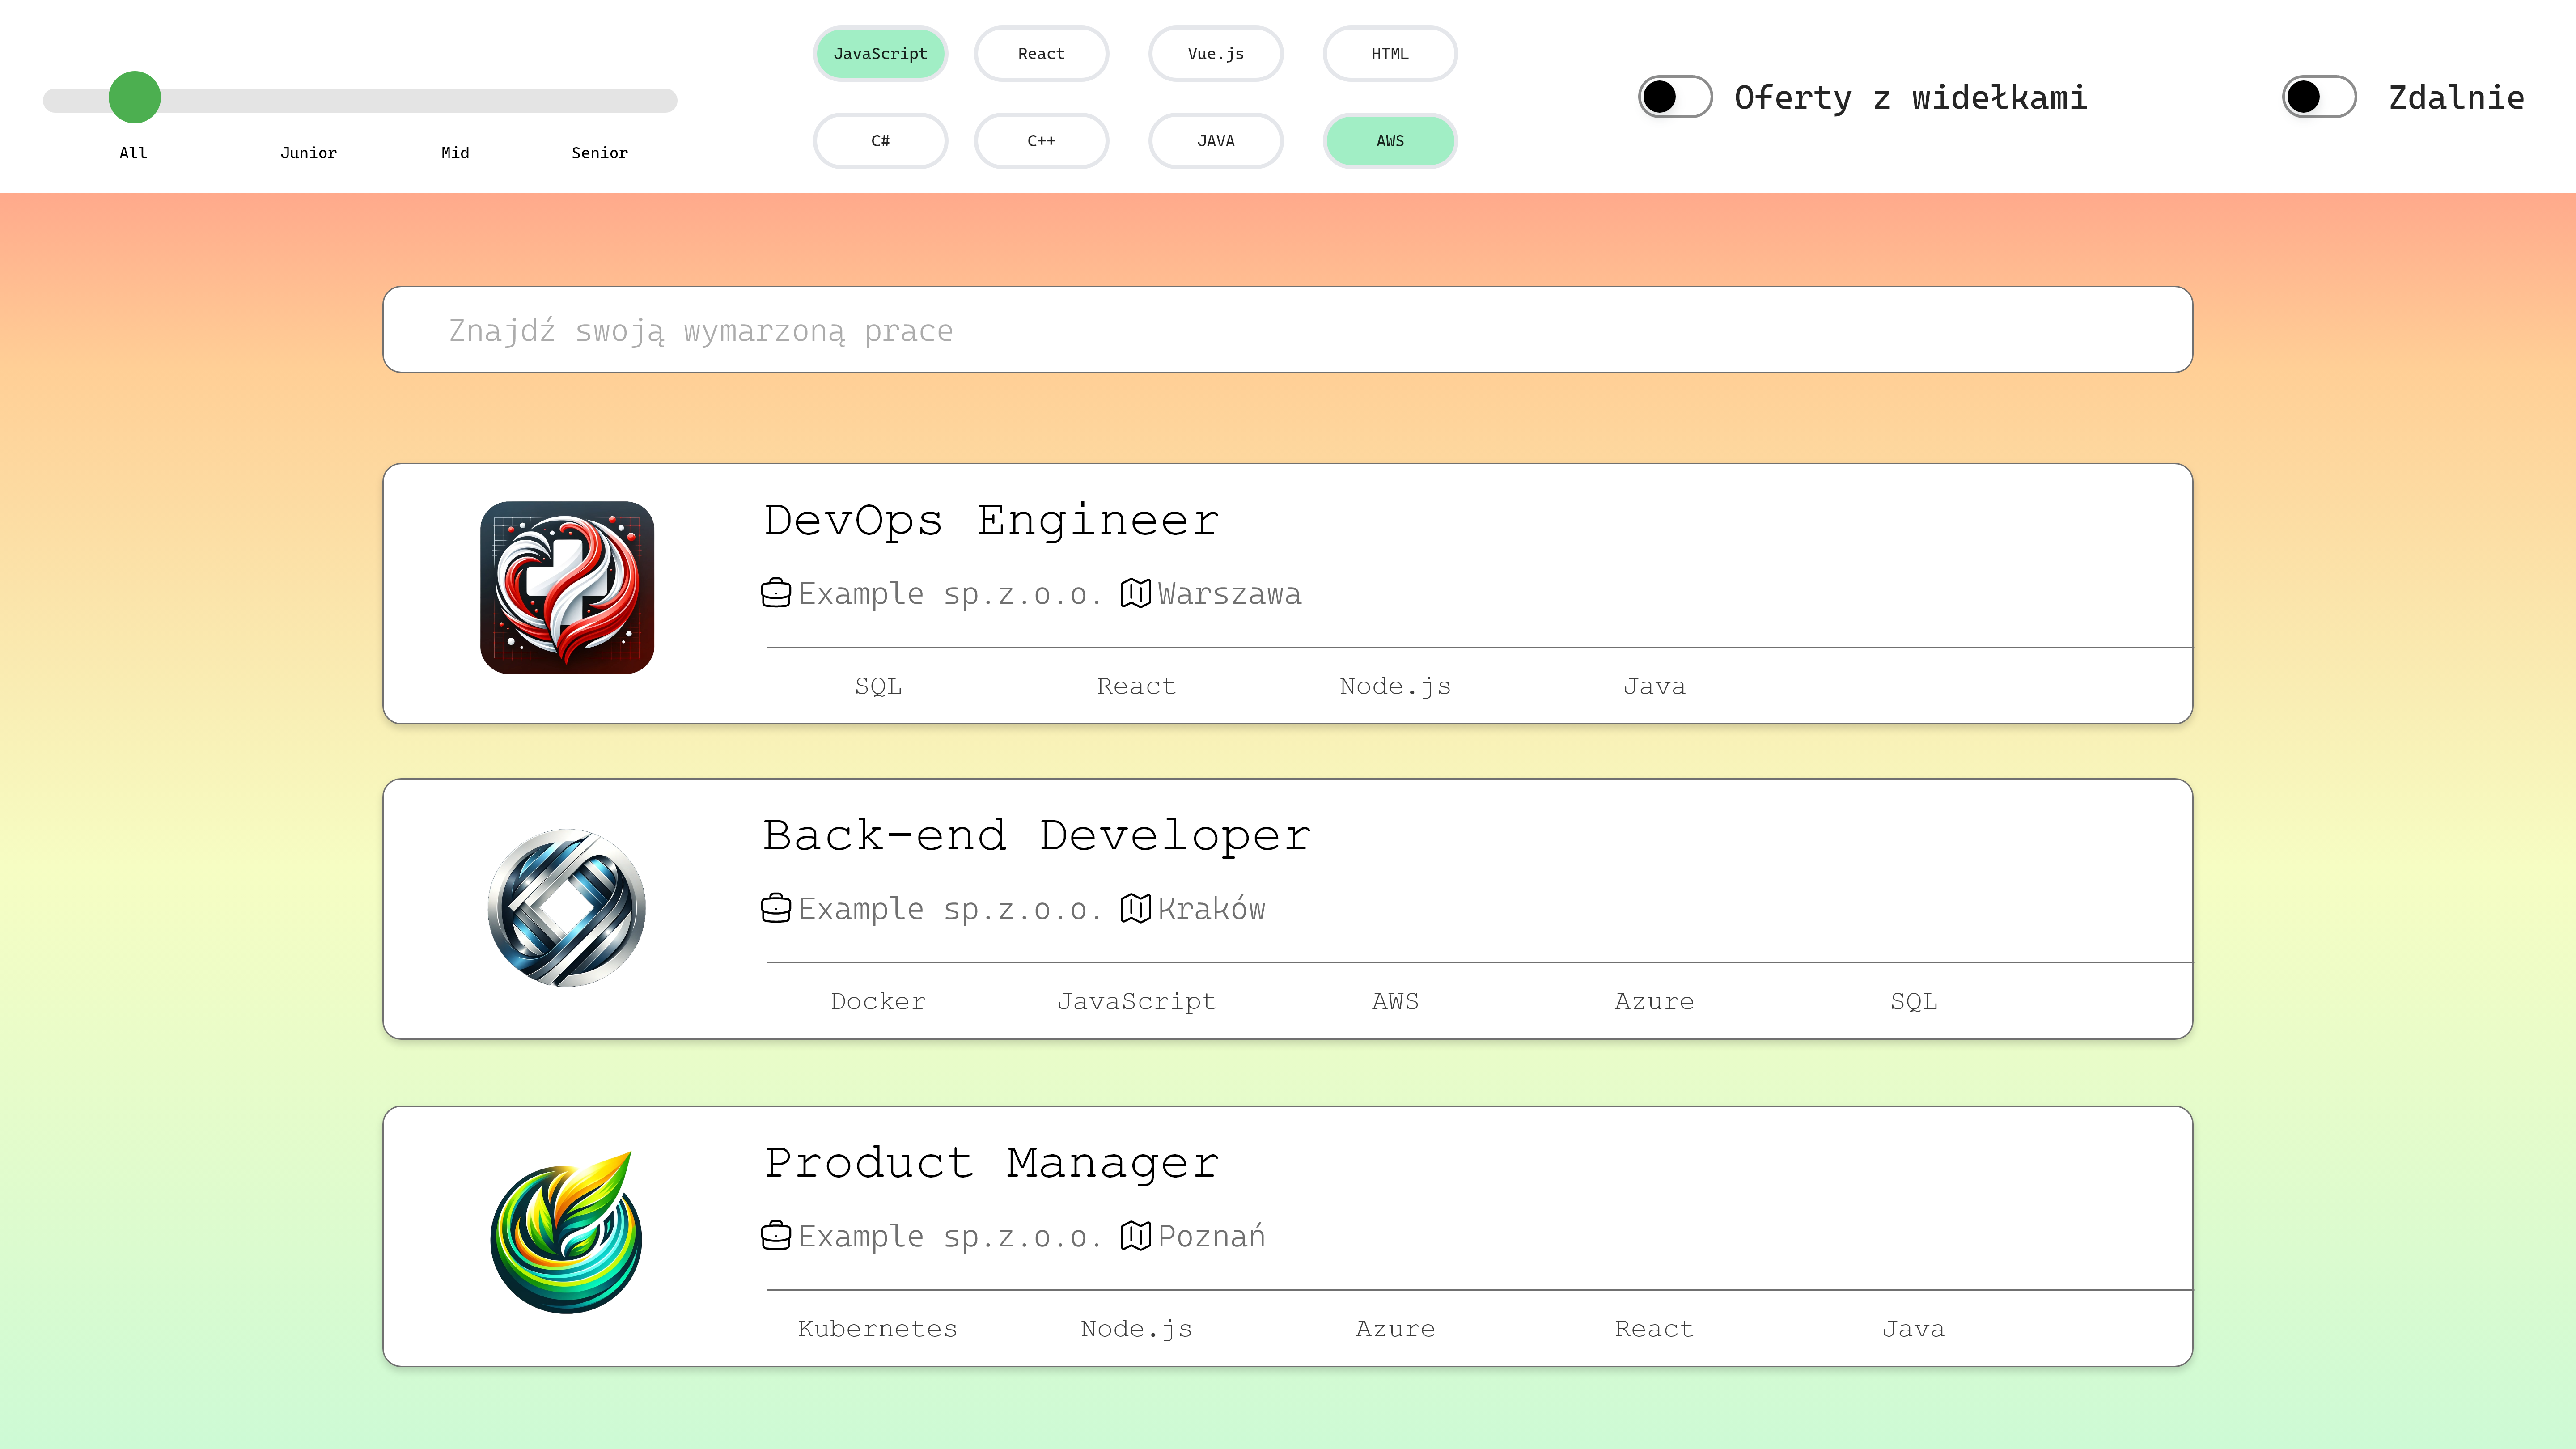 JavaScript React Vue.js HTML
C# C++ JAVA AWS
All Junior Mid Senior
Oferty z widełkami
Zdalnie
Znajdź swoją wymarzoną prace
DevOps Engineer
Example sp.z.o.o. Warszawa
SQL React Node.js Java
Back-end Developer
Example sp.z.o.o. Kraków
Docker JavaScript AWS Azure SQL
Product Manager
Example sp.z.o.o. Poznań
Kubernetes Node.js Azure React Java